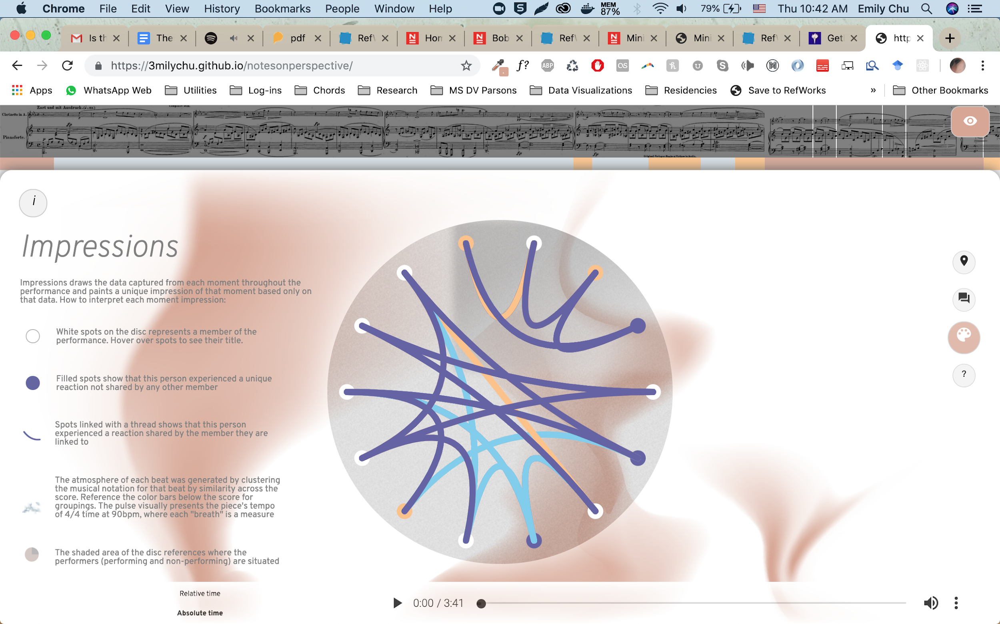 Chrome File Edit View History Bookmarks People Window Help MEM 87% 79% Thu 10:42 AM Emily Chu
Is th The pdf Ref Hom Bob Ref Mini Mini Ref Get http
https://3milychu.github.io/notesonperspective/ f? ABP
Apps WhatsApp Web Utilities Log-ins Chords Research MS DV Parsons Data Visualizations Residencies Save to RefWorks » Other Bookmarks
Zart und mit Ausdruck.
Clarinetto in A.
Pianoforte.
i
Impressions
Impressions draws the data captured from each moment throughout the
performance and paints a unique impression of that moment based only on
that data. How to interpret each moment impression:
White spots on the disc represents a member of the
performance. Hover over spots to see their title.
Filled spots show that this person experienced a unique
reaction not shared by any other member
Spots linked with a thread shows that this person
experienced a reaction shared by the member they are
linked to
The atmosphere of each beat was generated by clustering
the musical notation for that beat by similarity across the
score. Reference the color bars below the score for
groupings. The pulse visually presents the piece's tempo
of 4/4 time at 90bpm, where each "breath" is a measure
The shaded area of the disc references where the
performers (performing and non-performing) are situated
?
Relative time
Absolute time
0:00 / 3:41